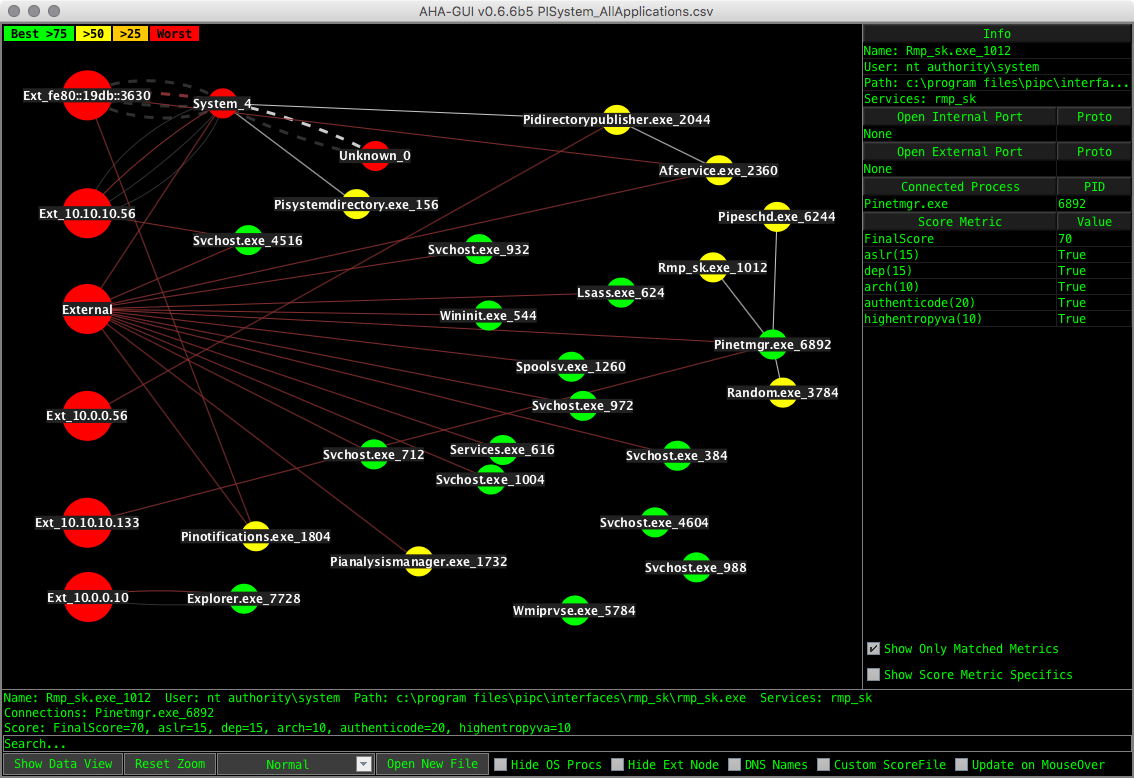 AHA-GUI v0.6.6b5 PISystem_AllApplications.csv
Best >75 >50 >25 Worst
Ext_fe80::19db::3630
System_4
Pidirectorypublisher.exe_2044
Unknown_0
Afservice.exe_2360
Pisystemdirectory.exe_156
Ext_10.10.10.56
Pipeschd.exe_6244
Svchost.exe_4516
Svchost.exe_932
Rmp_sk.exe_1012
Lsass.exe_624
External
Wininit.exe_544
Pinetmgr.exe_6892
Spoolsv.exe_1260
Random.exe_3784
Svchost.exe_972
Ext_10.0.0.56
Svchost.exe_712
Services.exe_616
Svchost.exe_384
Svchost.exe_1004
Ext_10.10.10.133
Svchost.exe_4604
Pinotifications.exe_1804
Pianalysismanager.exe_1732
Svchost.exe_988
Ext_10.0.0.10
Explorer.exe_7728
Wmiprvse.exe_5784
Info
Name: Rmp_sk.exe_1012
User: nt authority\system
Path: c:\program files\pipc\interfa...
Services: rmp_sk
Open Internal Port Proto
None
Open External Port Proto
None
Connected Process PID
Pinetmgr.exe 6892
Score Metric Value
FinalScore 70
aslr(15) True
dep(15) True
arch(10) True
authenticode(20) True
highentropyva(10) True
Show Only Matched Metrics
Show Score Metric Specifics
Name: Rmp_sk.exe_1012 User: nt authority\system Path: c:\program files\pipc\interfaces\rmp_sk\rmp_sk.exe Services: rmp_sk
Connections: Pinetmgr.exe_6892
Score: FinalScore=70, aslr=15, dep=15, arch=10, authenticode=20, highentropyva=10
Search...
Show Data View Reset Zoom Normal Open New File Hide OS Procs Hide Ext Node DNS Names Custom ScoreFile Update on MouseOver